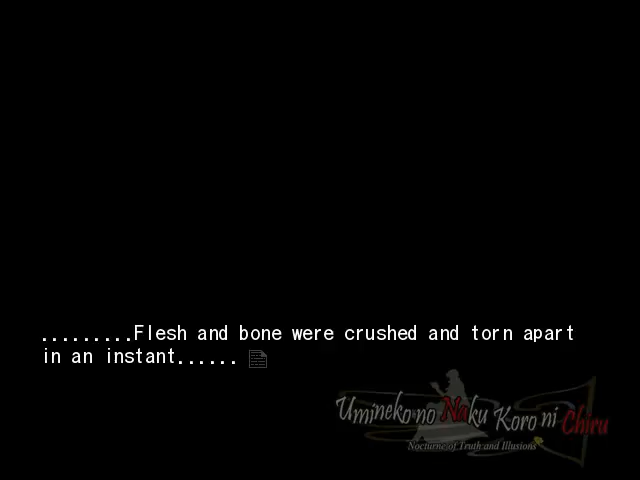 .........Flesh and bone were crushed and torn apart
in an instant......
Umineko no Naku Koro ni Chiru
Nocturne of Truth and Illusions